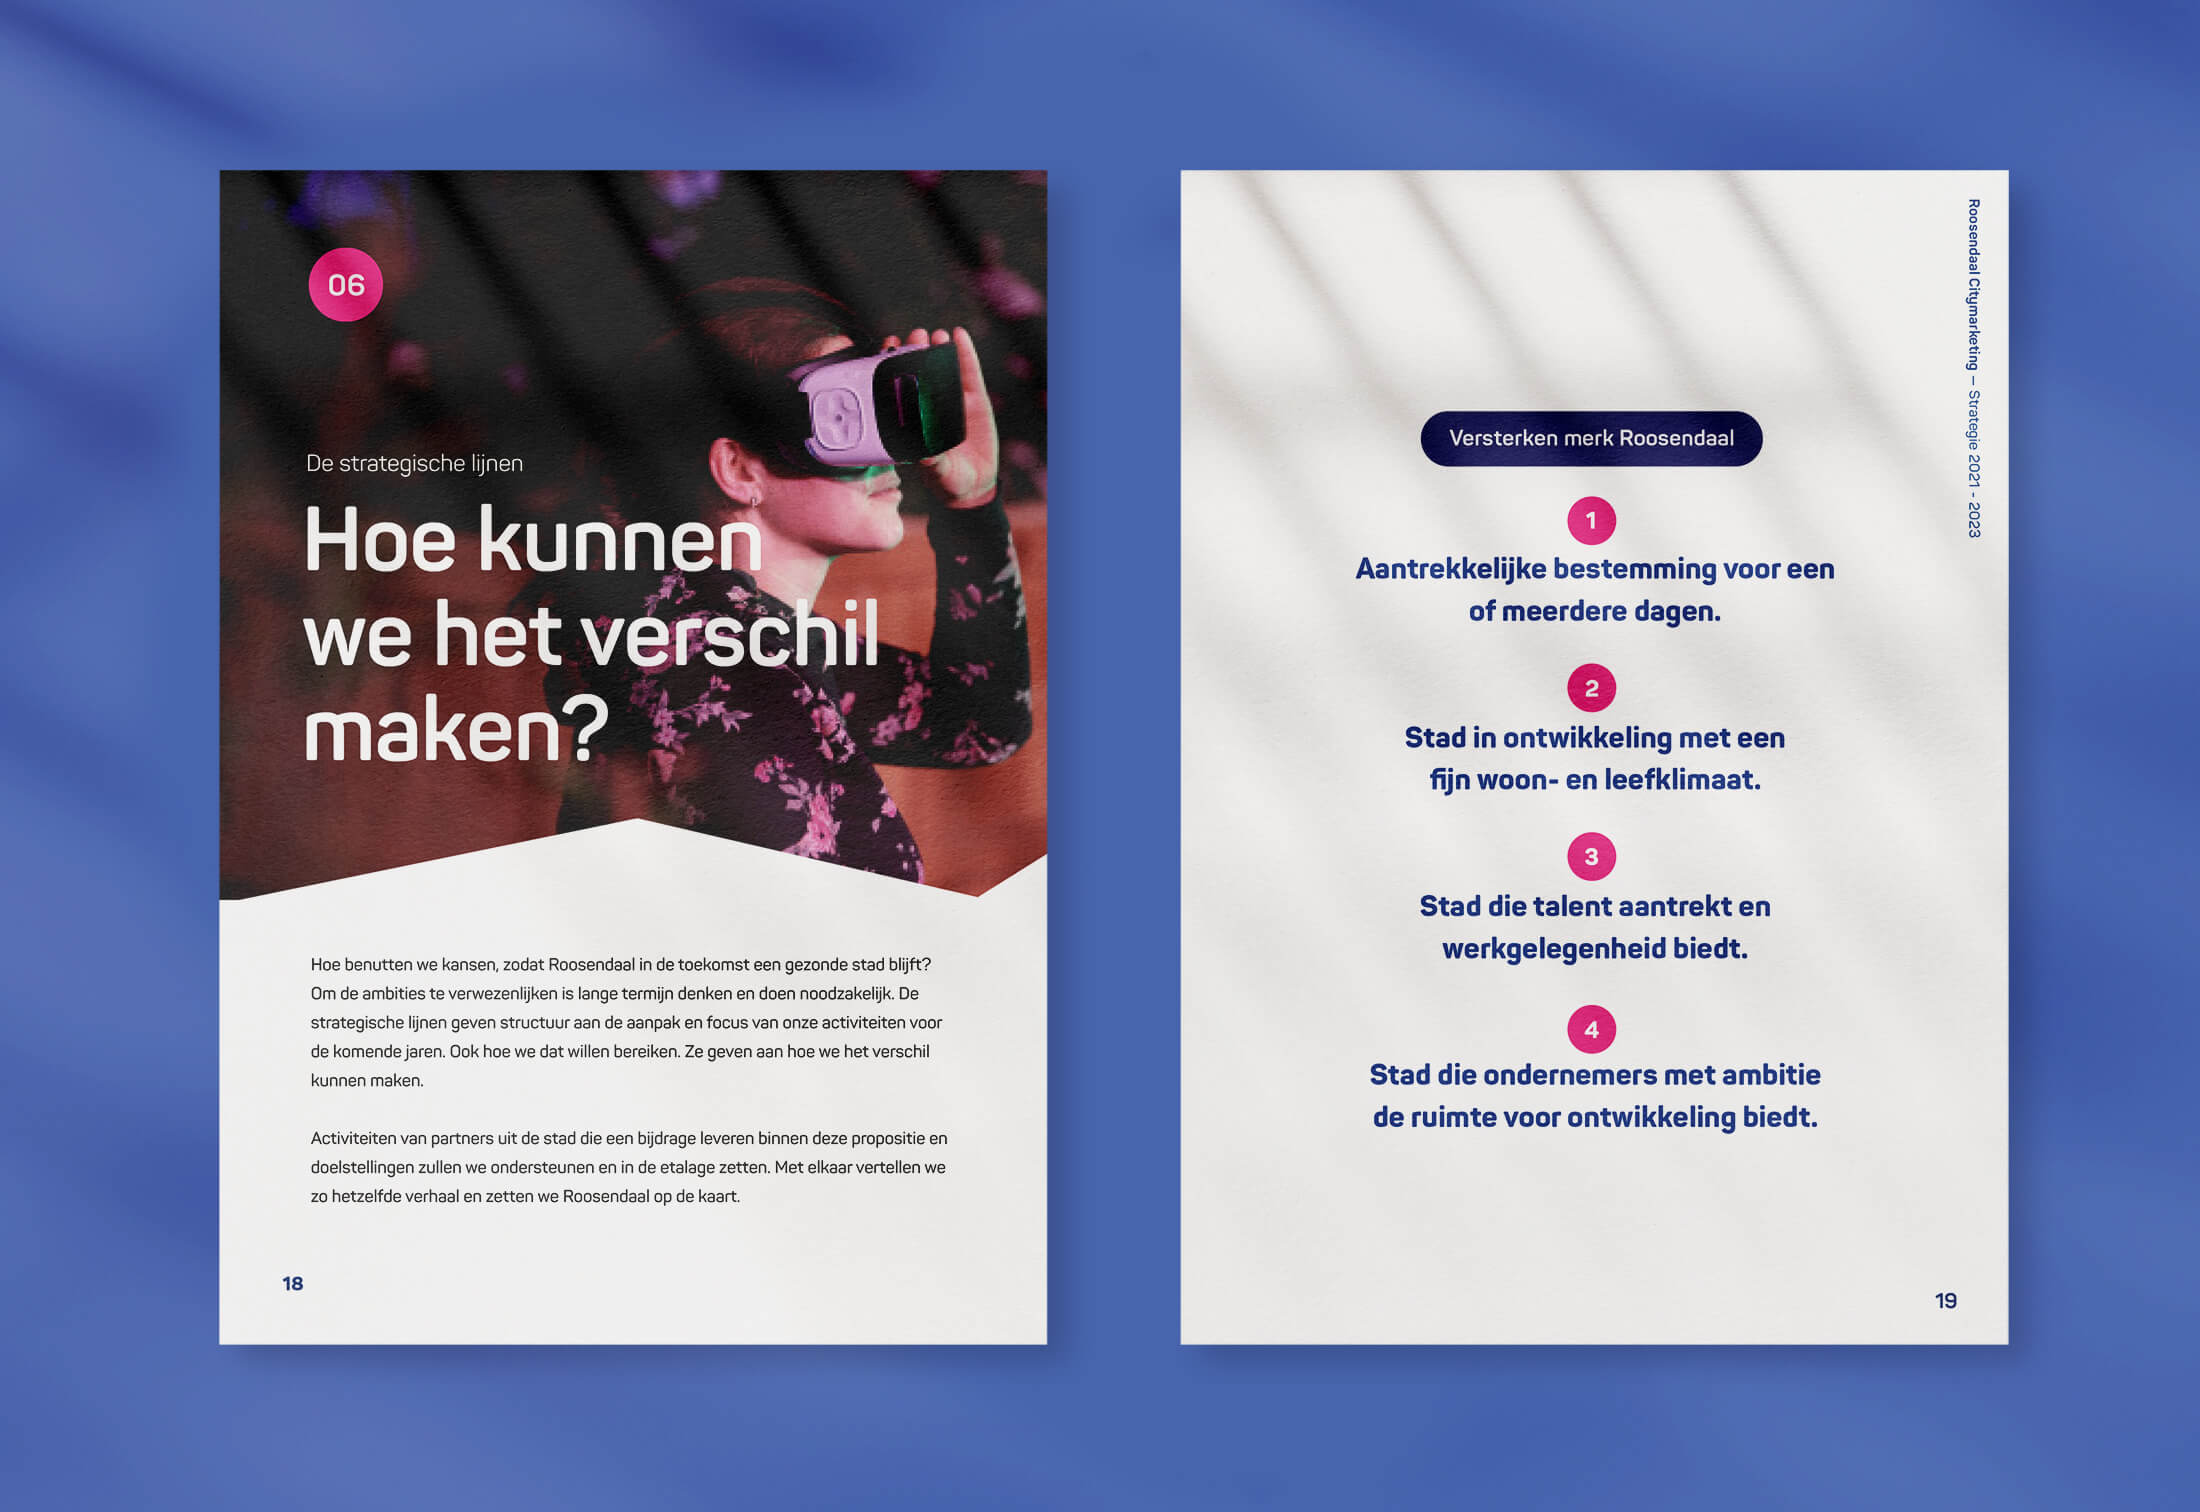 06
De strategische lijnen
Hoe kunnen
we het verschil
maken?
Hoe benutten we kansen, zodat Roosendaal in de toekomst een gezonde stad blijft?
Om de ambities te verwezenlijken is lange termijn denken en doen noodzakelijk. De
strategische lijnen geven structuur aan de aanpak en focus van onze activiteiten voor
de komende jaren. Ook hoe we dat willen bereiken. Ze geven aan hoe we het verschil
kunnen maken.
Activiteiten van partners uit de stad die een bijdrage leveren binnen deze propositie en
doelstellingen zullen we ondersteunen en in de etalage zetten. Met elkaar vertellen we
zo hetzelfde verhaal en zetten we Roosendaal op de kaart.
18
Roosendaal Citymarketing – Strategie 2021 - 2023
Versterken merk Roosendaal
1
Aantrekkelijke bestemming voor een
of meerdere dagen.
2
Stad in ontwikkeling met een
fijn woon- en leefklimaat.
3
Stad die talent aantrekt en
werkgelegenheid biedt.
4
Stad die ondernemers met ambitie
de ruimte voor ontwikkeling biedt.
19